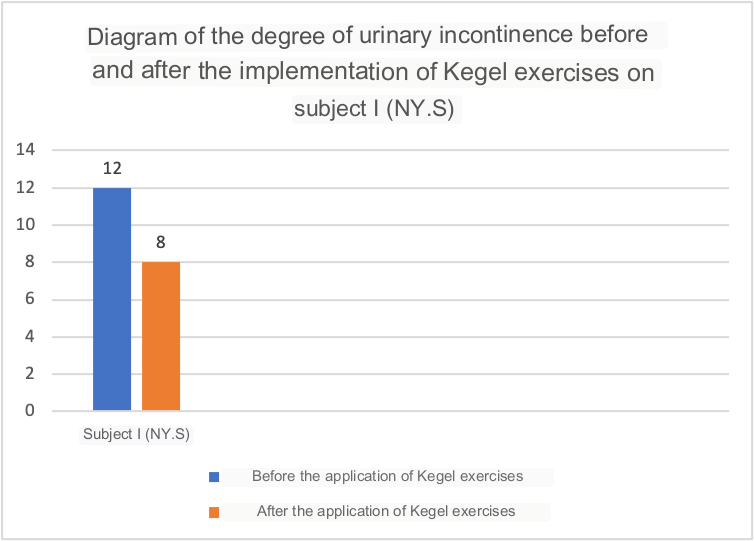 Diagram of the degree of urinary incontinence before
and after the implementation of Kegel exercises on
subject I (NY.S)
14
12
10
8
6
4
2
0
12
8
Subject I (NY.S)
Before the application of Kegel exercises
After the application of Kegel exercises